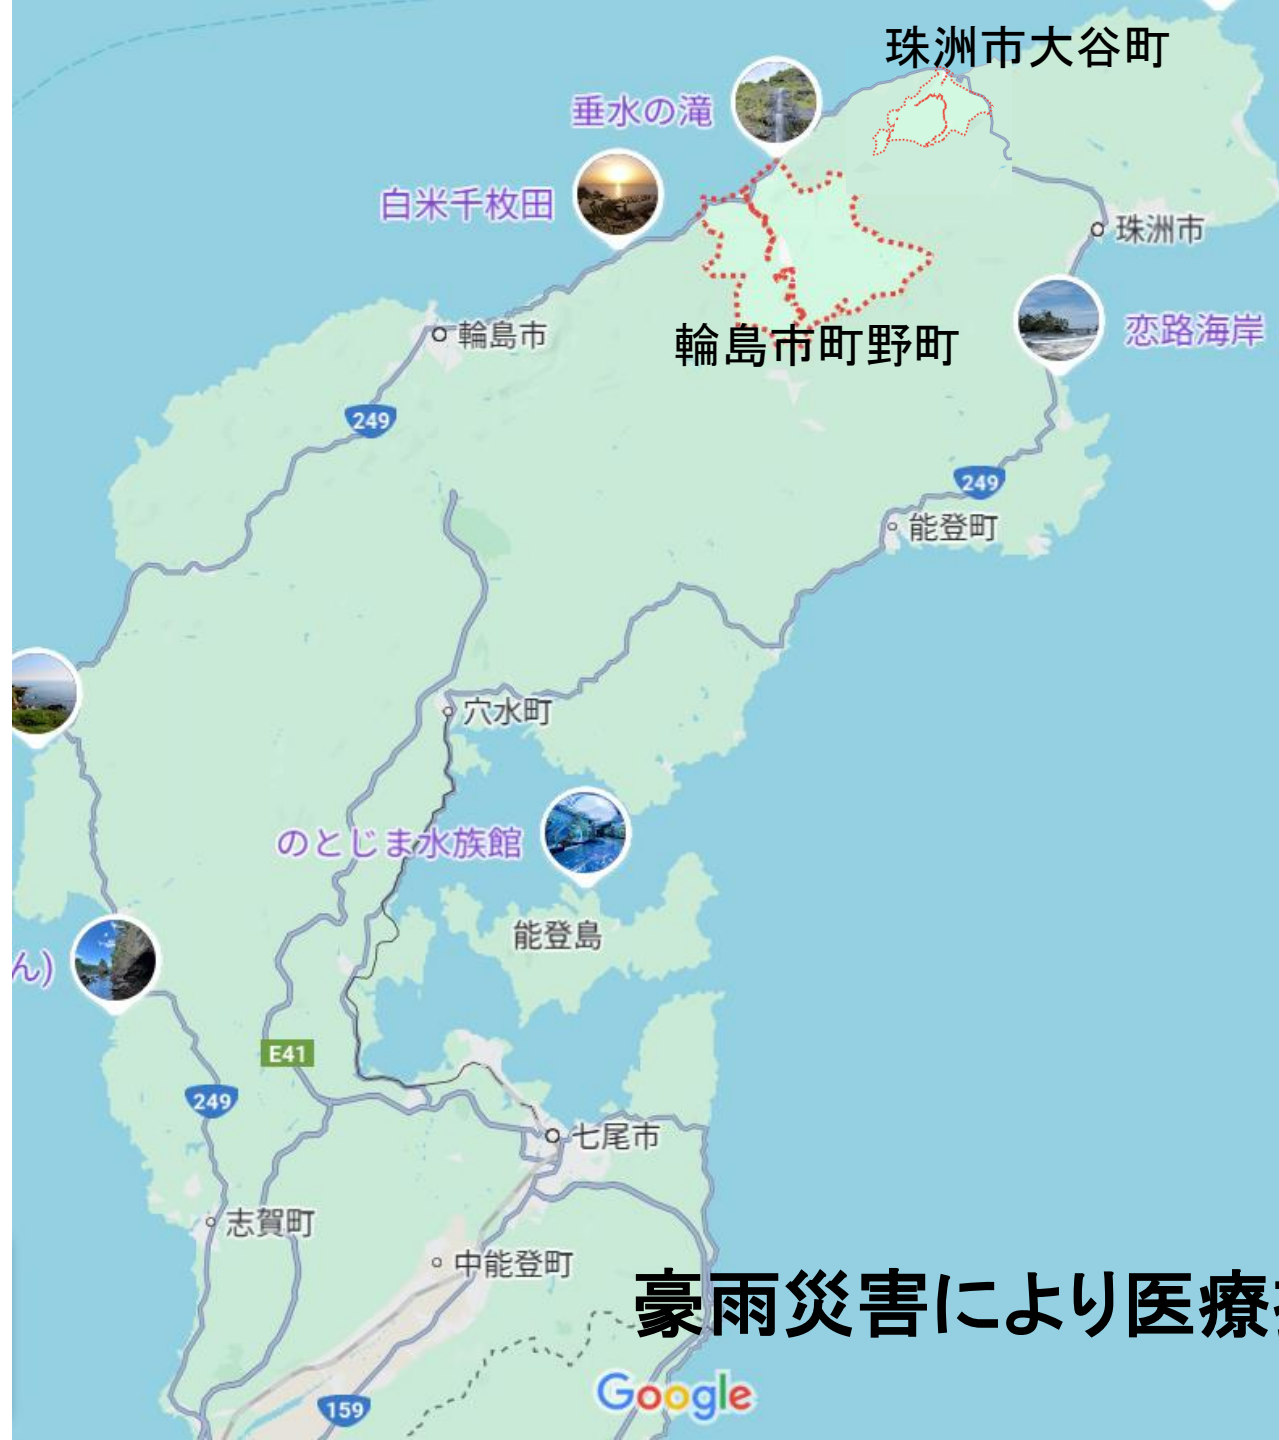 珠洲市大谷町
垂水の滝
白米千枚田
珠洲市
恋路海岸
輪島市
輪島市町野町
249
249
能登町
穴水町
のとじま水族館
能登島
ん)
E41
249
七尾市
志賀町
中能登町
豪雨災害により医療
Google
159